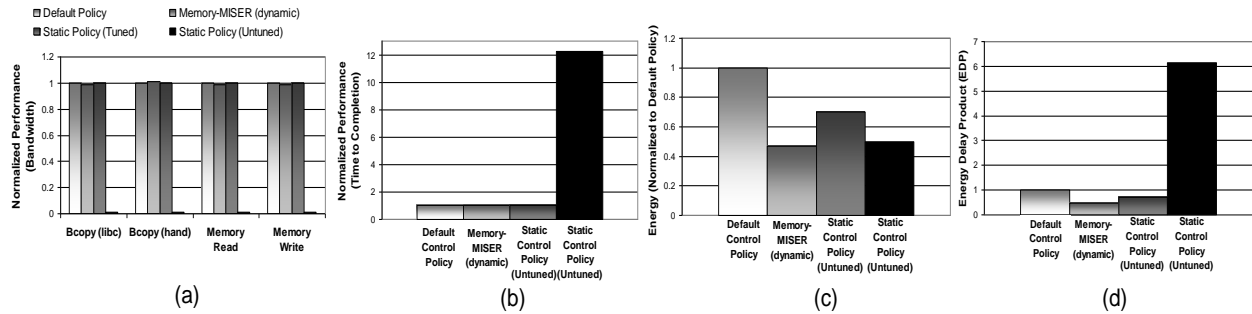 Default Policy
Memory-MISER (dynamic)
Static Policy (Tuned)
Static Policy (Untuned)
Normalized Performance
(Bandwidth)
1.2
1
0.8
0.6
0.4
0.2
0
Bcopy (libc)
Bcopy (hand)
Memory
Read
Memory
Write
(a)
Normalized Performance
(Time to Completion)
12
10
8
6
4
2
0
Default
Control
Policy
Memory-
MISER
(dynamic)
Static
Control
Policy
(Untuned)
Static
Control
Policy
(Untuned)
(b)
Energy (Normalized to Default Policy)
1.2
1
0.8
0.6
0.4
0.2
0
Default
Control
Policy
Memory-
MISER
(dynamic)
Static
Control
Policy
(Untuned)
Static
Control
Policy
(Untuned)
(c)
Energy Delay Product (EDP)
7
6
5
4
3
2
1
0
Default
Control
Policy
Memory-
MISER
(dynamic)
Static
Control
Policy
(Untuned)
Static
Control
Policy
(Untuned)
(d)